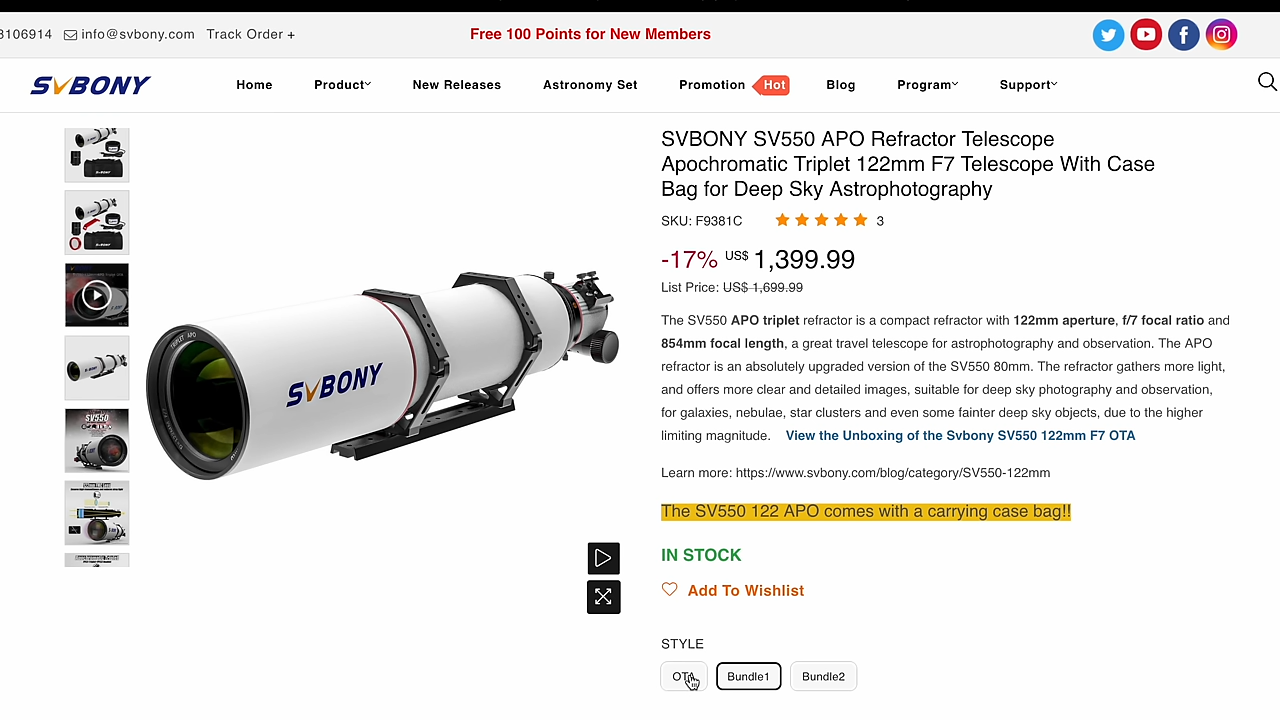 3106914 info@svbony.com Track Order +
Free 100 Points for New Members
SVBONY
Home Product New Releases Astronomy Set Promotion Hot Blog Program Support
SVBONY SV550 APO Refractor Telescope
Apochromatic Triplet 122mm F7 Telescope With Case
Bag for Deep Sky Astrophotography
SKU: F9381C 3
-17% US$ 1,399.99
List Price: US$ 1,699.99
The SV550 APO triplet refractor is a compact refractor with 122mm aperture, f/7 focal ratio and
854mm focal length, a great travel telescope for astrophotography and observation. The APO
refractor is an absolutely upgraded version of the SV550 80mm. The refractor gathers more light,
and offers more clear and detailed images, suitable for deep sky photography and observation,
for galaxies, nebulae, star clusters and even some fainter deep sky objects, due to the higher
limiting magnitude. View the Unboxing of the Svbony SV550 122mm F7 OTA
Learn more: https://www.svbony.com/blog/category/SV550-122mm
The SV550 122 APO comes with a carrying case bag!!
IN STOCK
Add To Wishlist
STYLE
OTA Bundle1 Bundle2
SVBONY
TRIPLET APO
SV550